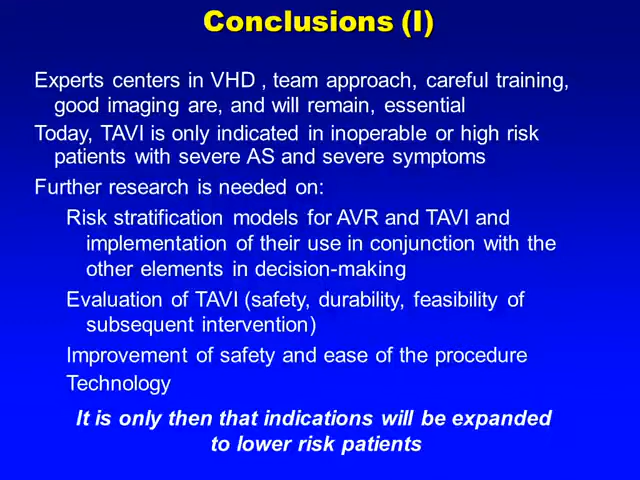 Conclusions (I)
Experts centers in VHD , team approach, careful training,
good imaging are, and will remain, essential
Today, TAVI is only indicated in inoperable or high risk
patients with severe AS and severe symptoms
Further research is needed on:
Risk stratification models for AVR and TAVI and
implementation of their use in conjunction with the
other elements in decision-making
Evaluation of TAVI (safety, durability, feasibility of
subsequent intervention)
Improvement of safety and ease of the procedure
Technology
It is only then that indications will be expanded
to lower risk patients